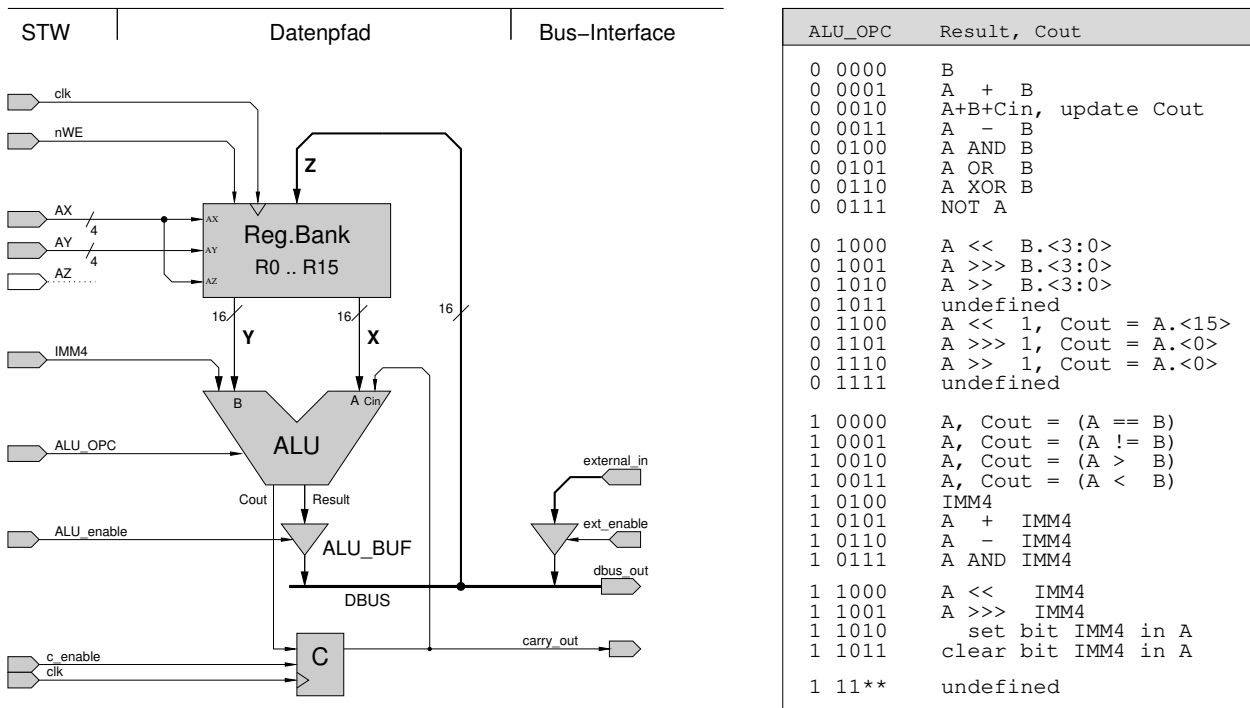 STW Datenpfad Bus−Interface
clk
nWE
Z
AX
4
AY
4
AZ
AX
AY
AZ
Reg.Bank
R0 .. R15
16
16
16
Y
X
IMM4
B
A Cin
ALU
ALU_OPC
Cout
Result
external_in
ALU_enable
ext_enable
ALU_BUF
dbus_out
DBUS
carry_out
C
c_enable
clk
ALU_OPC Result, Cout
0 0000 B
0 0001 A + B
0 0010 A+B+Cin, update Cout
0 0011 A − B
0 0100 A AND B
0 0101 A OR B
0 0110 A XOR B
0 0111 NOT A
0 1000 A << B.<3:0>
0 1001 A >>> B.<3:0>
0 1010 A >> B.<3:0>
0 1011 undefined
0 1100 A << 1, Cout = A.<15>
0 1101 A >>> 1, Cout = A.<0>
0 1110 A >> 1, Cout = A.<0>
0 1111 undefined
1 0000 A, Cout = (A == B)
1 0001 A, Cout = (A != B)
1 0010 A, Cout = (A > B)
1 0011 A, Cout = (A < B)
1 0100 IMM4
1 0101 A + IMM4
1 0110 A − IMM4
1 0111 A AND IMM4
1 1000 A << IMM4
1 1001 A >>> IMM4
1 1010 set bit IMM4 in A
1 1011 clear bit IMM4 in A
1 11** undefined